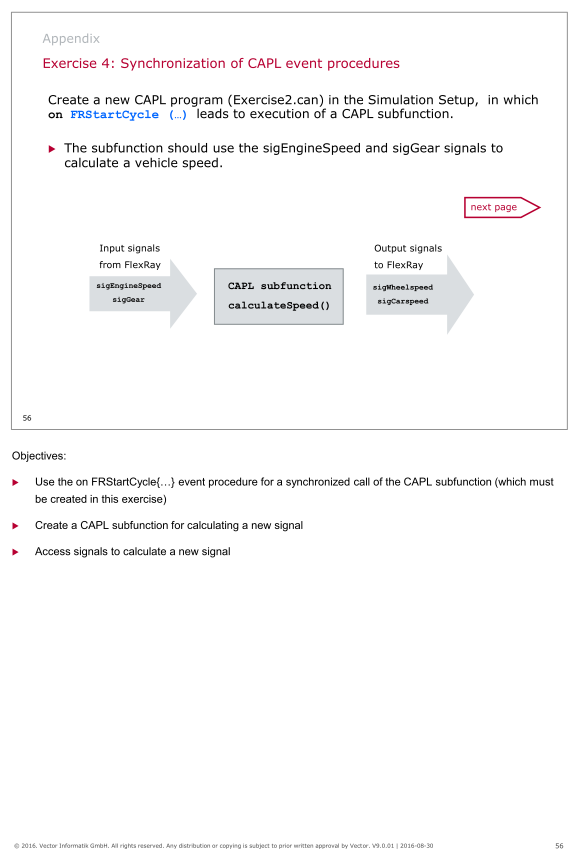 Appendix
Exercise 4: Synchronization of CAPL event procedures
Create a new CAPL program (Exercise2.can) in the Simulation Setup, in which
on FRStartCycle (…) leads to execution of a CAPL subfunction.
The subfunction should use the sigEngineSpeed and sigGear signals to
calculate a vehicle speed.
next page
Input signals
from FlexRay
sigEngineSpeed
sigGear
CAPL subfunction
calculateSpeed()
Output signals
to FlexRay
sigWheelspeed
sigCarspeed
56
Objectives:
Use the on FRStartCycle{…} event procedure for a synchronized call of the CAPL subfunction (which must
be created in this exercise)
Create a CAPL subfunction for calculating a new signal
Access signals to calculate a new signal
© 2016. Vector Informatik GmbH. All rights reserved. Any distribution or copying is subject to prior written approval by Vector. V9.0.01 | 2016-08-30
56